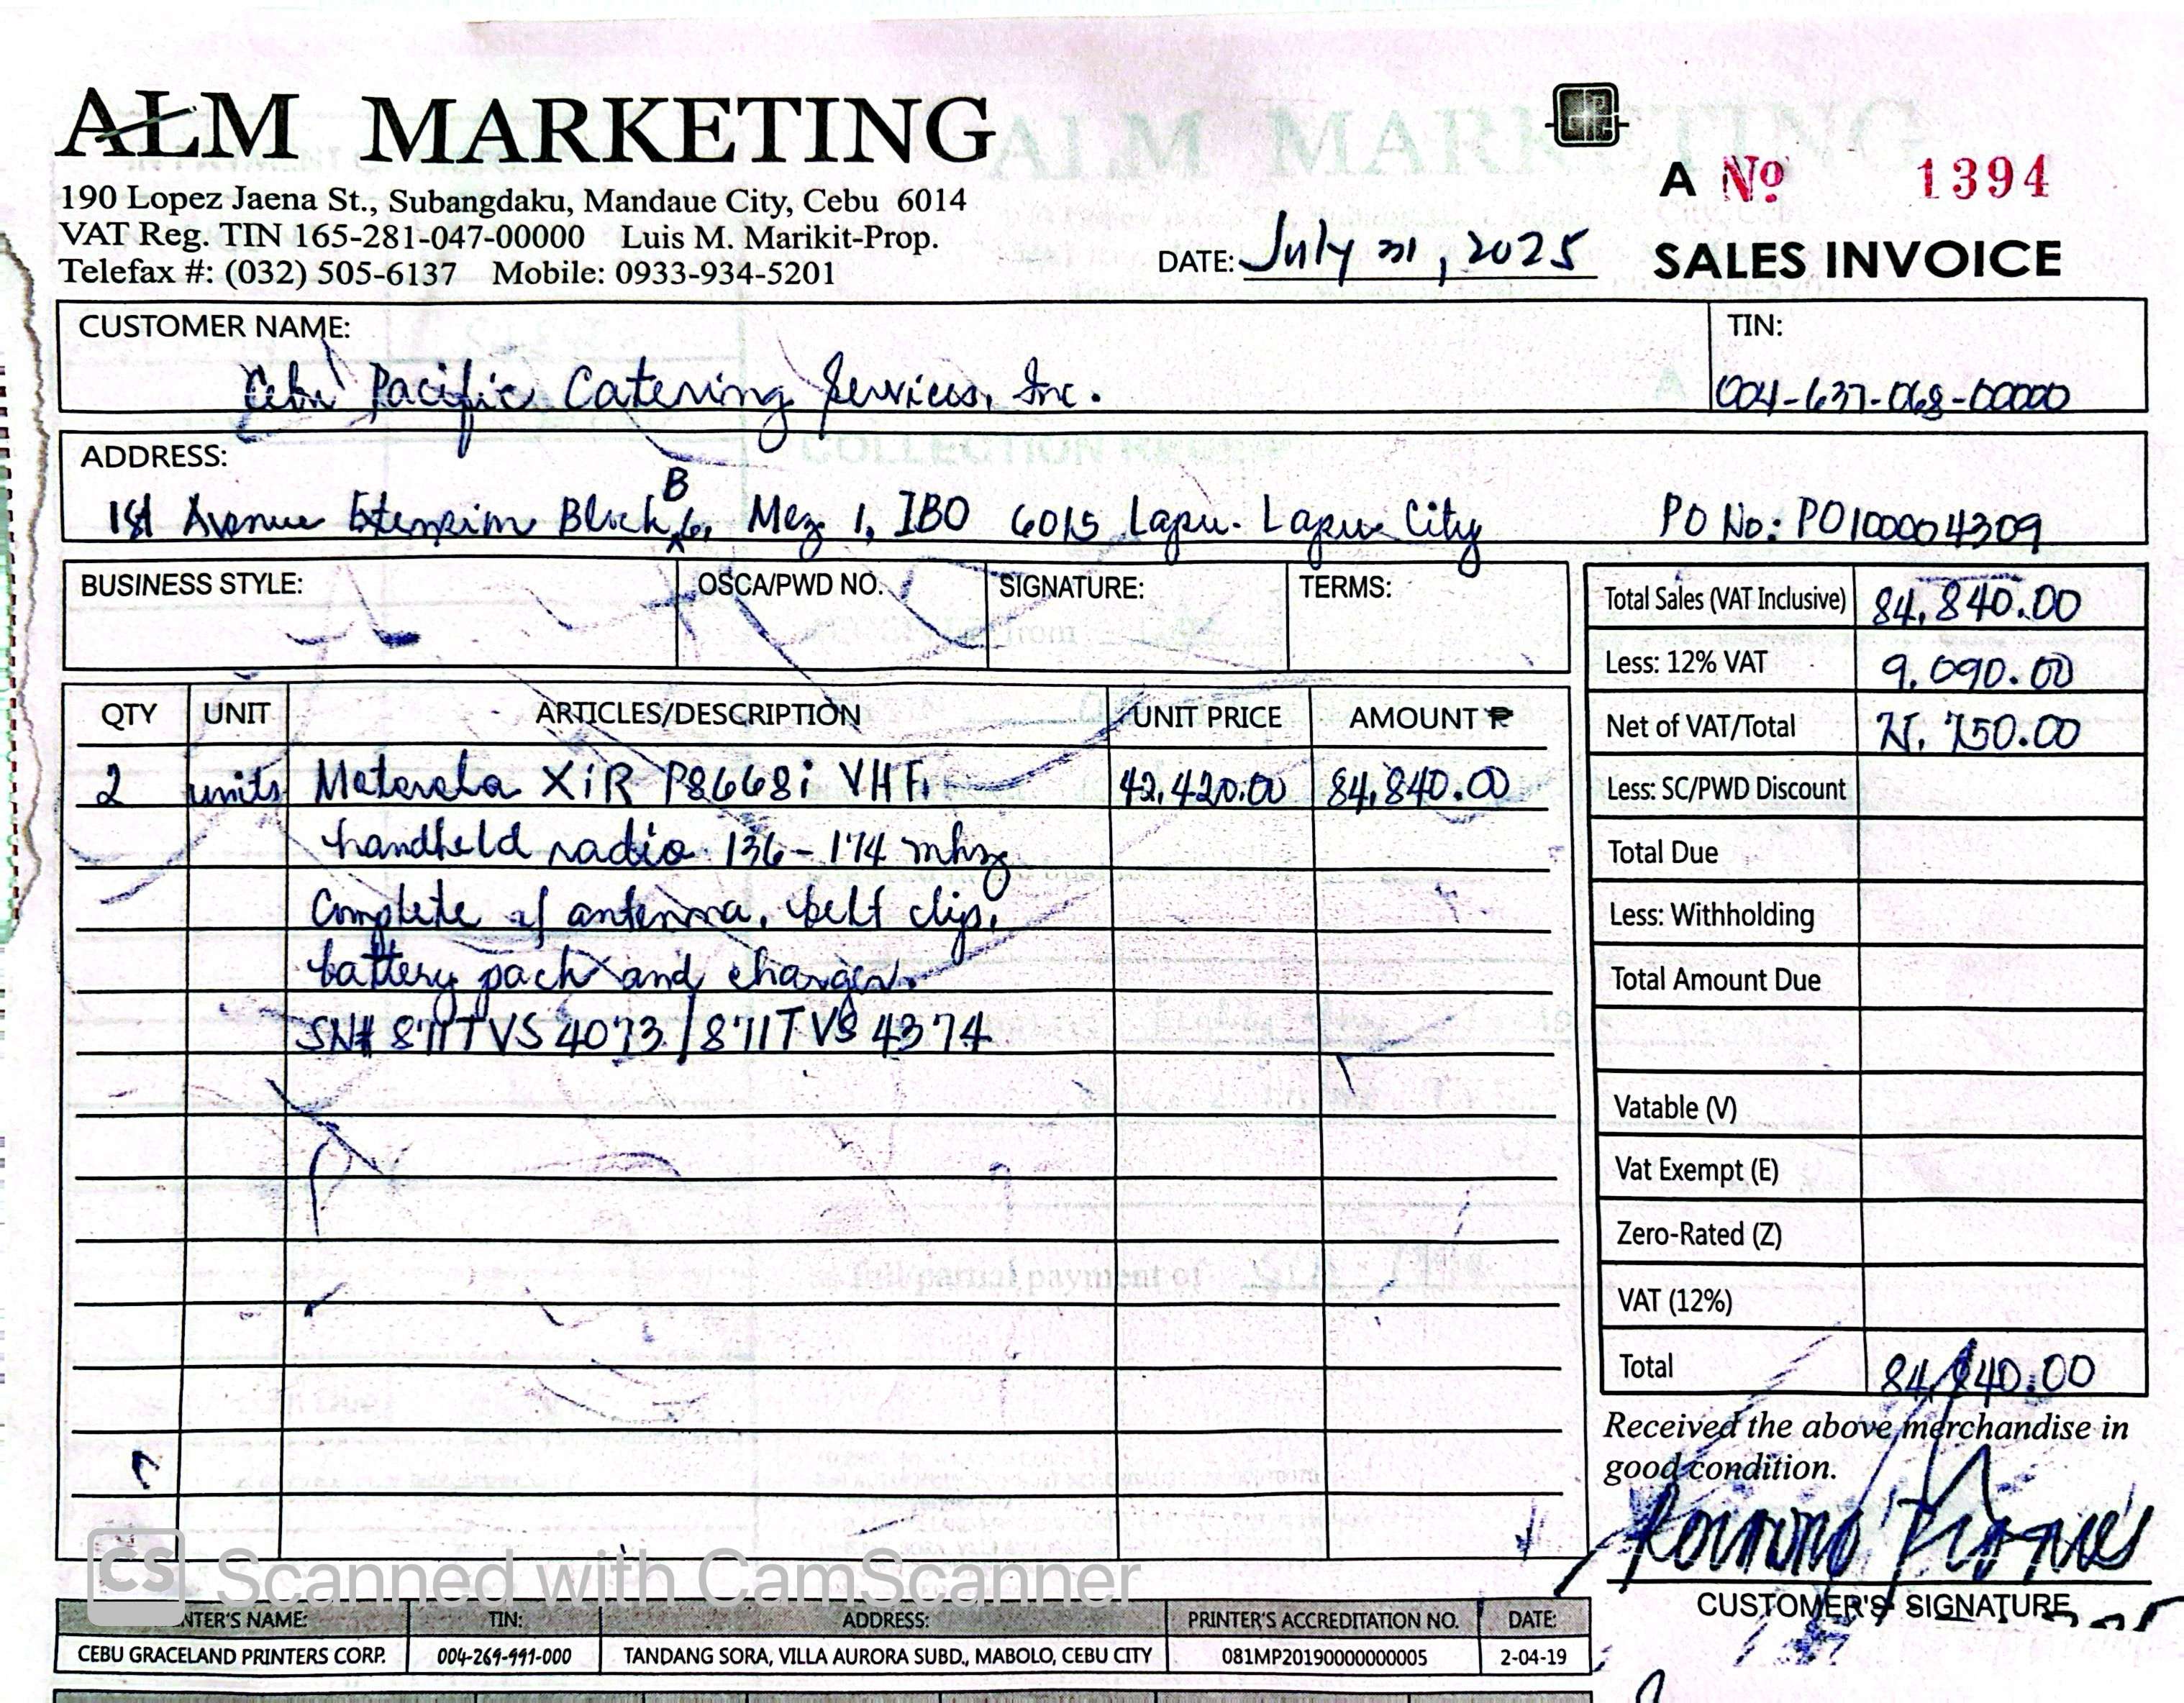 ALM MARKETING
190 Lopez Jaena St., Subangdaku, Mandaue City, Cebu 6014
VAT Reg. TIN 165-281-047-00000 Luis M. Marikit-Prop.
Telefax #: (032) 505-6137 Mobile: 0933-934-5201
A No 1394
DATE: July 31, 2025
SALES INVOICE
CUSTOMER NAME: Cebu Pacific Catering Services, Inc.
TIN: 004-637-068-00000
ADDRESS: 1st Avenue Extension Block B 6, Mez 1, IBO 6015 Lapu-Lapu City
PO No: PO100004309
BUSINESS STYLE: OSCA/PWD NO. SIGNATURE: TERMS:
QTY UNIT ARTICLES/DESCRIPTION UNIT PRICE AMOUNT ₱
2 units Motorola XiR P8668i VHF, 42,420.00 84,840.00
handheld radio 136-174 mhz
Complete w/ antenna, belt clip,
battery pack and charger.
SN# 871TVS4073/871TVS4374
Total Sales (VAT Inclusive) 84,840.00
Less: 12% VAT 9,090.00
Net of VAT/Total 75,750.00
Less: SC/PWD Discount
Total Due
Less: Withholding
Total Amount Due
Vatable (V)
Vat Exempt (E)
Zero-Rated (Z)
VAT (12%)
Total 84,840.00
Received the above merchandise in
good condition.
CUSTOMER'S SIGNATURE
CS Scanned with CamScanner
NTER'S NAME: TIN: ADDRESS: PRINTER'S ACCREDITATION NO. DATE:
CEBU GRACELAND PRINTERS CORP. 004-269-991-000 TANDANG SORA, VILLA AURORA SUBD., MABOLO, CEBU CITY 081MP20190000000005 2-04-19